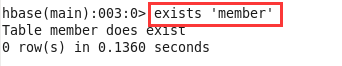 hbase(main):003:0> exists 'member'
Table member does exist
0 row(s) in 0.1360 seconds